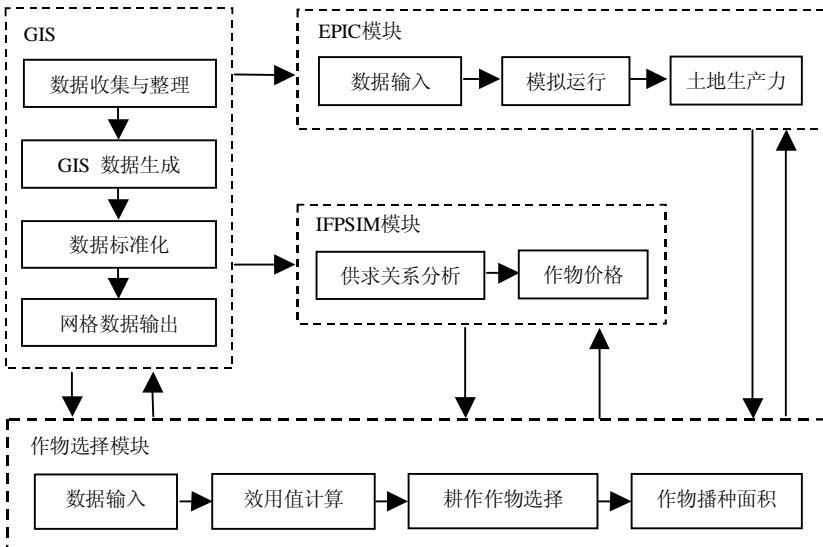 GIS
数据收集与整理
GIS 数据生成
数据标准化
网格数据输出
EPIC模块
数据输入
模拟运行
土地生产力
IFPSIM模块
供求关系分析
作物价格
作物选择模块
数据输入
效用值计算
耕作作物选择
作物播种面积